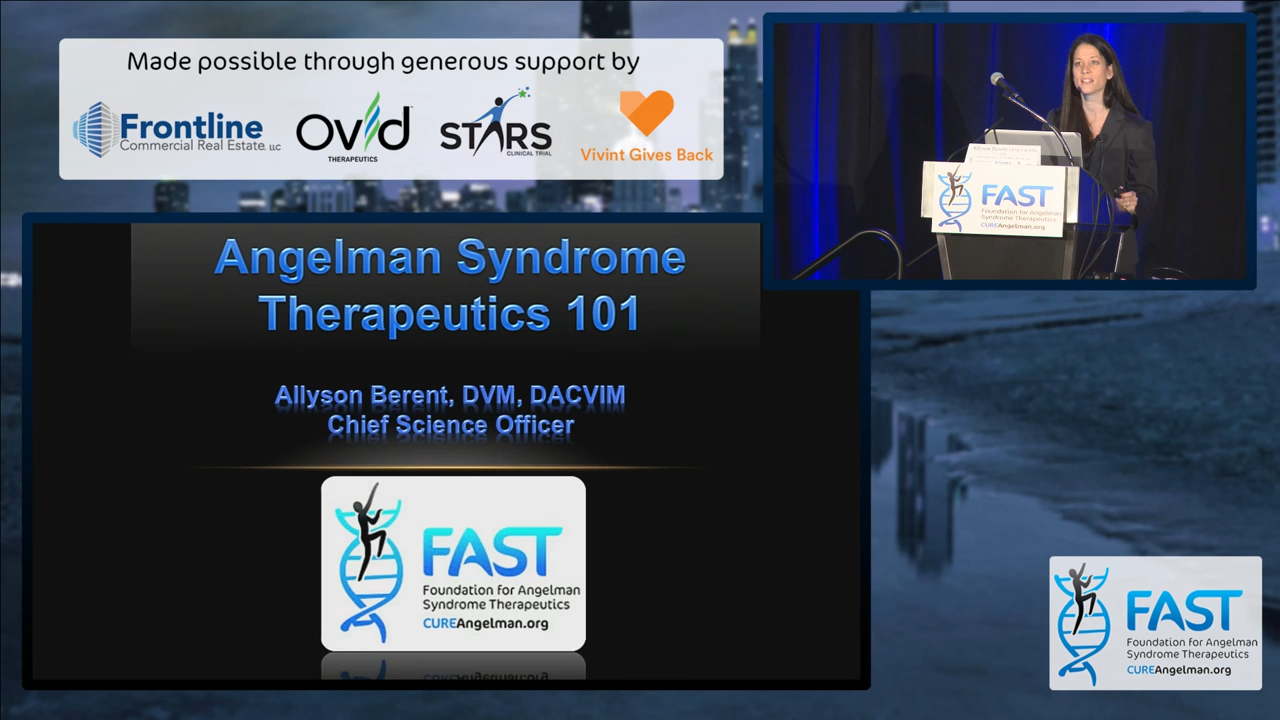 Made possible through generous support by
Frontline
Commercial Real Estate, LLC
OVID
THERAPEUTICS
STARS
CLINICAL TRIAL
Vivint Gives Back
FAST
Foundation for Angelman
Syndrome Therapeutics
CUREAngelman.org
Angelman Syndrome
Therapeutics 101
Allyson Berent, DVM, DACVIM
Chief Science Officer
FAST
Foundation for Angelman
Syndrome Therapeutics
CUREAngelman.org
FAST
Foundation for Angelman
Syndrome Therapeutics
CUREAngelman.org